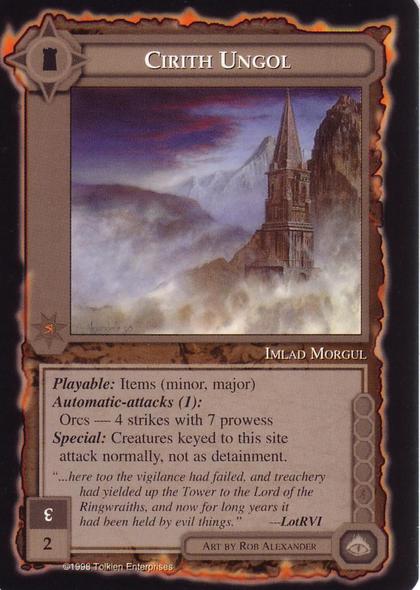 CIRITH UNGOL
IMLAD MORGUL
Playable: Items (minor, major)
Automatic-attacks (1):
Orcs — 4 strikes with 7 prowess
Special: Creatures keyed to this site
attack normally, not as detainment.
"...here too the vigilance had failed, and treachery
had yielded up the Tower to the Lord of the
Ringwraiths, and now for long years it
had been held by evil things." ---LotRVI
2
ART BY ROB ALEXANDER
©1998 Tolkien Enterprises